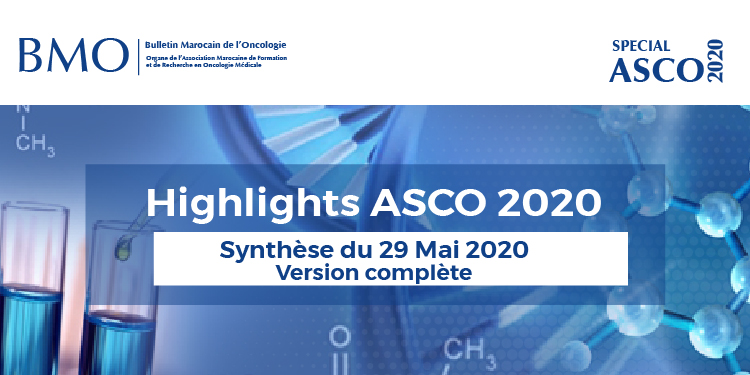 BMO
Bulletin Marocain de l'Oncologie
Organe de l'Association Marocaine de Formation
et de Recherche en Oncologie Médicale
SPECIAL
ASCO 2020
N
CH3
Highlights ASCO 2020
Synthèse du 29 Mai 2020
Version complète
O
CH3